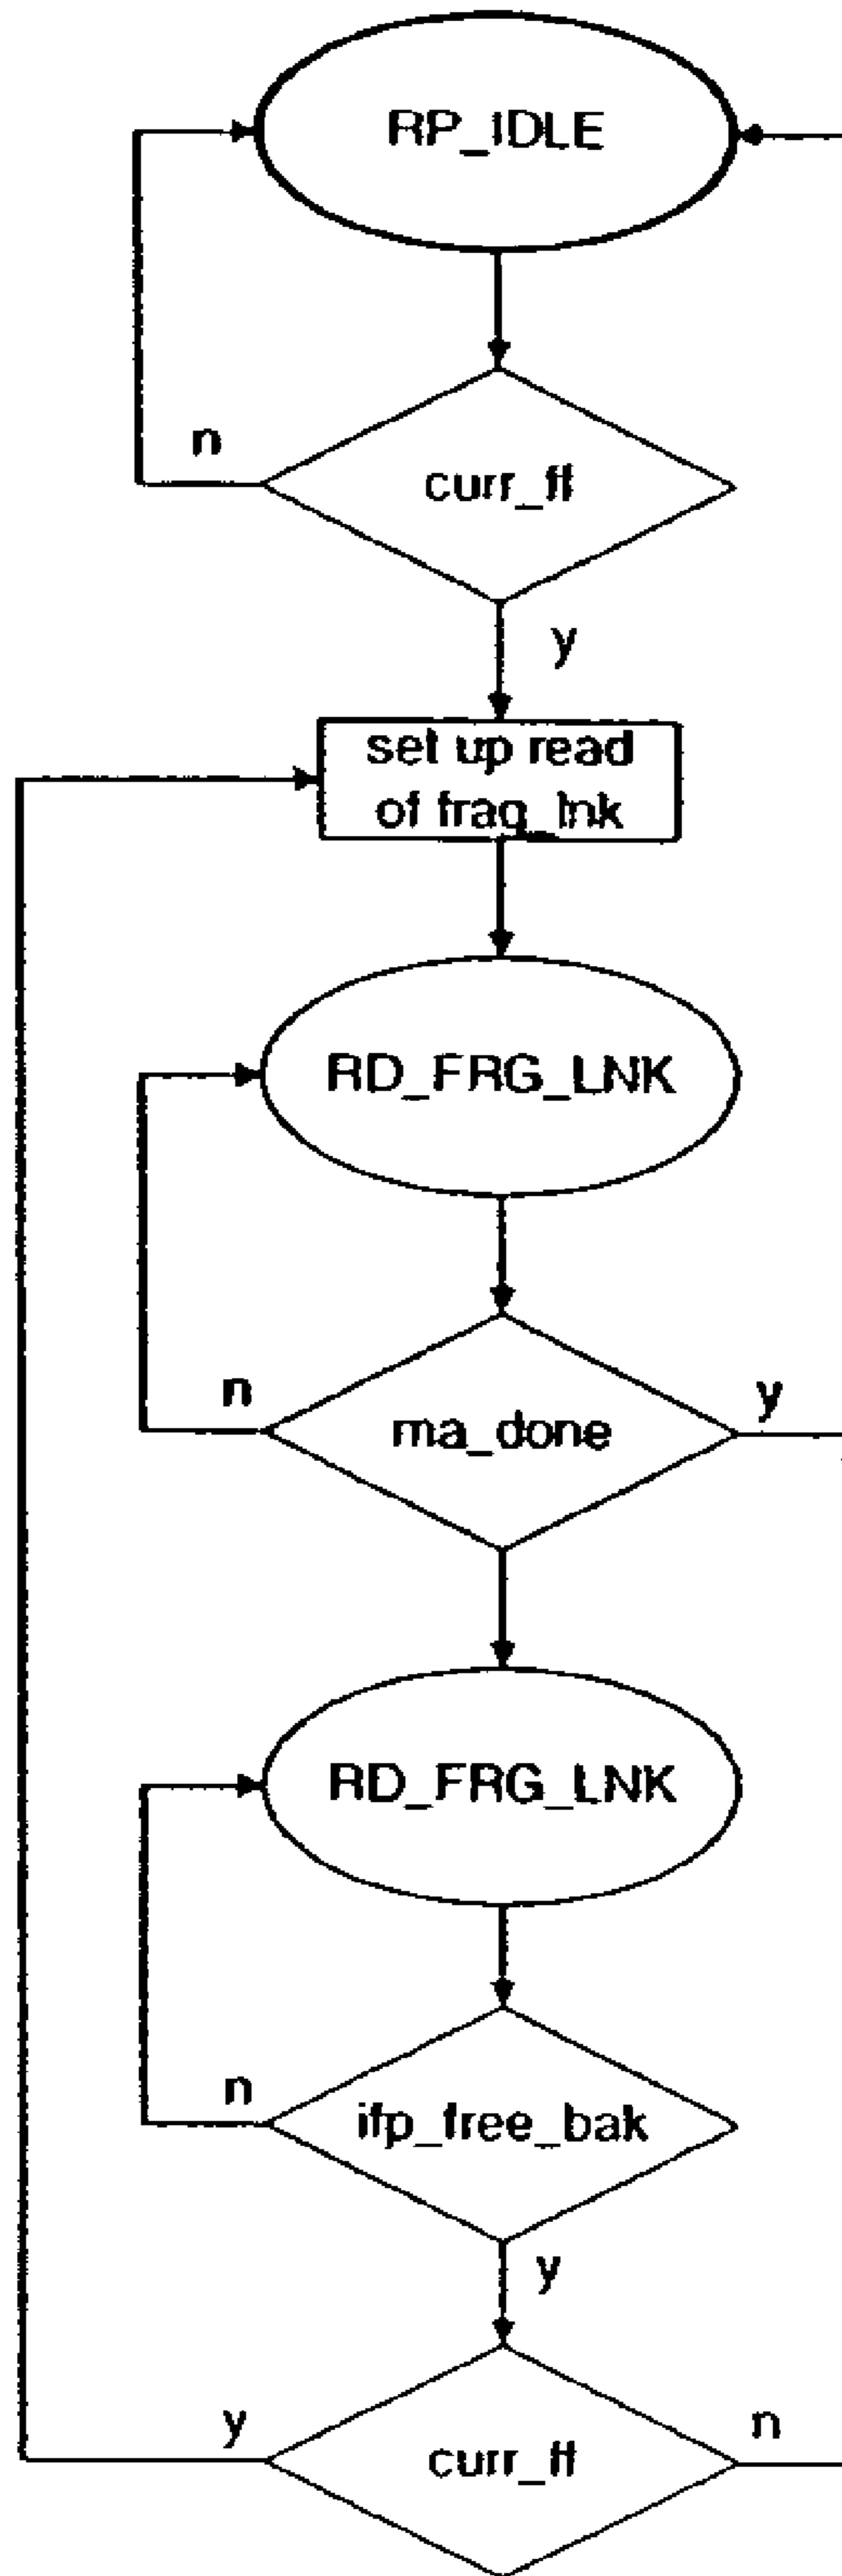 RP_IDLE
n
curr_ff
y
set up read
of frag_lnk
RD_FRG_LNK
n
ma_done
y
RD_FRG_LNK
n
ifp_free_bak
y
y
curr_ff
n